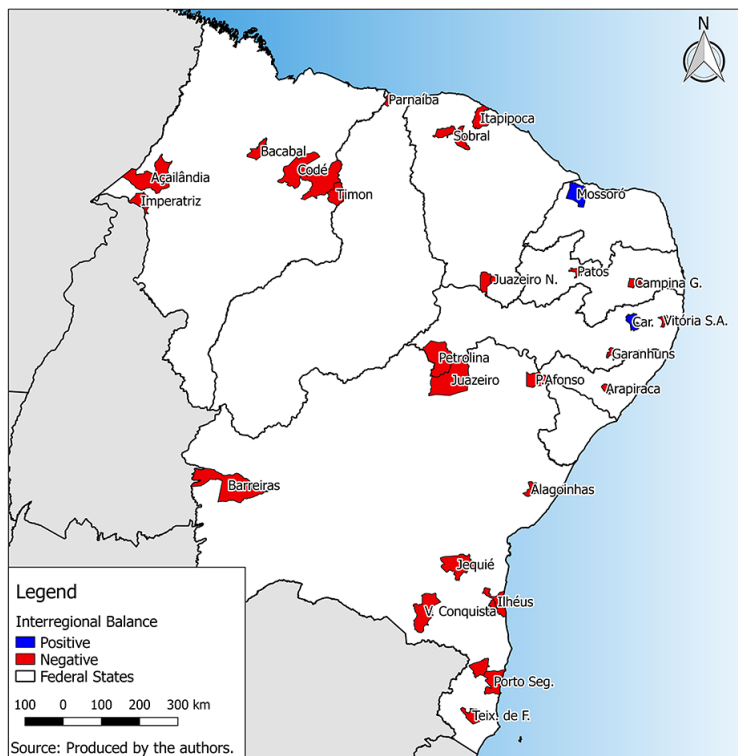 N
Parnaíba
Itapipoca
Sobral
Bacabal
Codé
Açailândia
Timon
Imperatriz
Mossoró
Patos
Juazeiro N.
Campina G.
Car.
Vitória S.A.
Garanhuns
Petrolina
Juazeiro
P.Afonso
Arapiraca
Barreiras
Alagoinhas
Jequié
Ilhéus
V. Conquista
Porto Seg.
Teix. de F.
Legend
Interregional Balance
Positive
Negative
Federal States
100 0 100 200 300 km
Source: Produced by the authors.